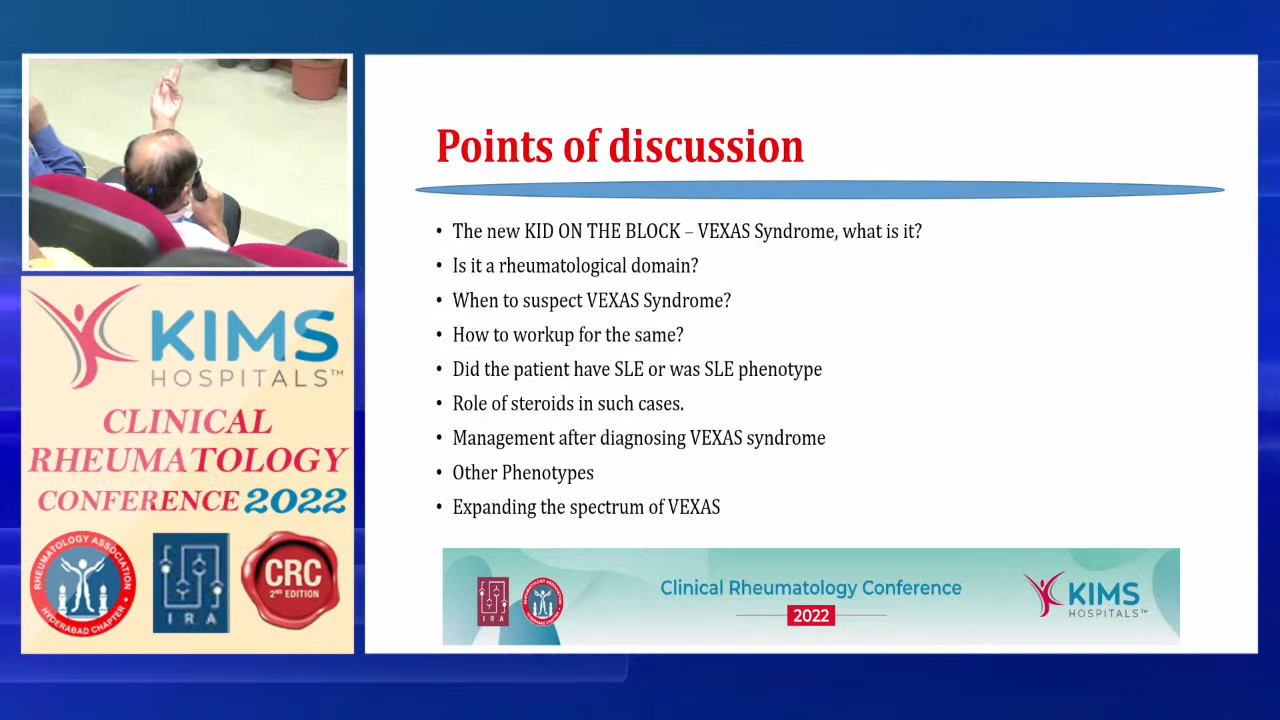 KIMS
HOSPITALS™
CLINICAL
RHEUMATOLOGY
CONFERENCE 2022
RHEUMATOLOGY ASSOCIATION
HYDERABAD CHAPTER
IRA
CRC
2ND EDITION
Points of discussion
• The new KID ON THE BLOCK – VEXAS Syndrome, what is it?
• Is it a rheumatological domain?
• When to suspect VEXAS Syndrome?
• How to workup for the same?
• Did the patient have SLE or was SLE phenotype
• Role of steroids in such cases.
• Management after diagnosing VEXAS syndrome
• Other Phenotypes
• Expanding the spectrum of VEXAS
IRA
Clinical Rheumatology Conference
2022
KIMS
HOSPITALS™